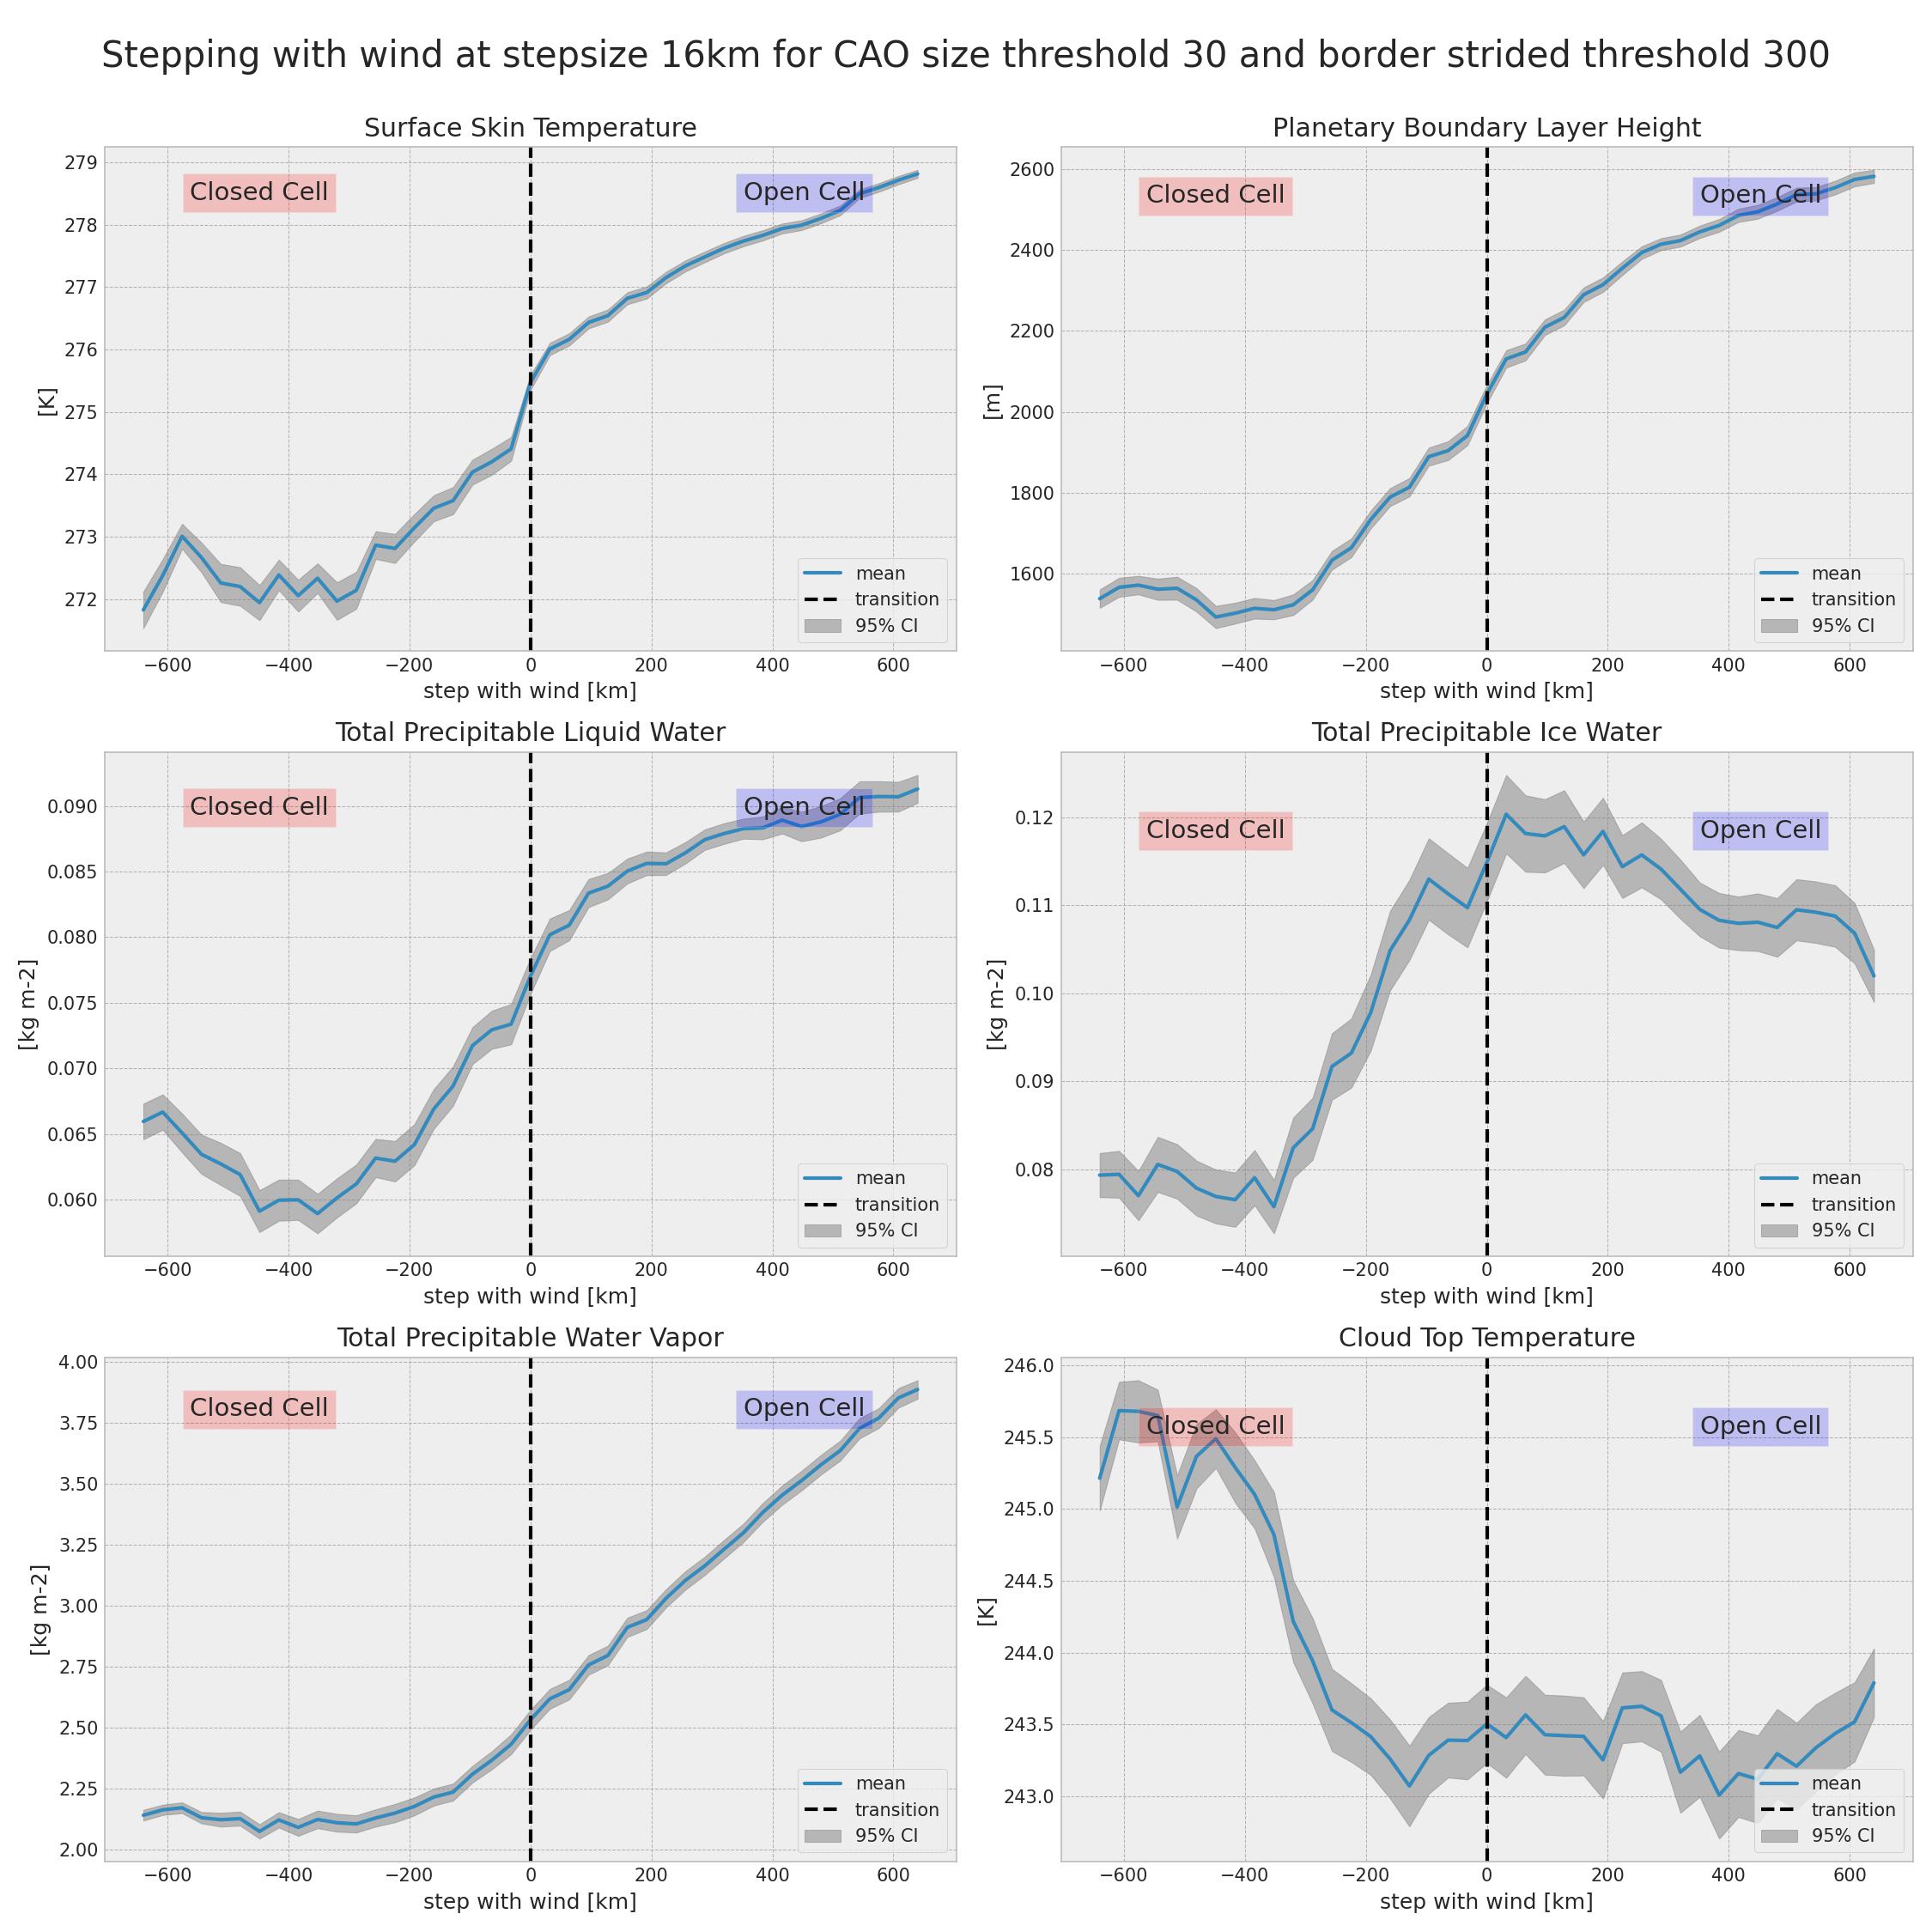 Stepping with wind at stepsize 16km for CAO size threshold 30 and border strided threshold 300
Surface Skin Temperature
279
278
277
276
275
274
273
272
[K]
Closed Cell
Open Cell
mean
transition
95% CI
−600 −400 −200 0 200 400 600
step with wind [km]
Planetary Boundary Layer Height
2600
2400
2200
2000
1800
1600
[m]
Closed Cell
Open Cell
mean
transition
95% CI
−600 −400 −200 0 200 400 600
step with wind [km]
Total Precipitable Liquid Water
0.090
0.085
0.080
0.075
0.070
0.065
0.060
[kg m-2]
Closed Cell
Open Cell
mean
transition
95% CI
−600 −400 −200 0 200 400 600
step with wind [km]
Total Precipitable Ice Water
0.12
0.11
0.10
0.09
0.08
[kg m-2]
Closed Cell
Open Cell
mean
transition
95% CI
−600 −400 −200 0 200 400 600
step with wind [km]
Total Precipitable Water Vapor
4.00
3.75
3.50
3.25
3.00
2.75
2.50
2.25
2.00
[kg m-2]
Closed Cell
Open Cell
mean
transition
95% CI
−600 −400 −200 0 200 400 600
step with wind [km]
Cloud Top Temperature
246.0
245.5
245.0
244.5
244.0
243.5
243.0
[K]
Closed Cell
Open Cell
mean
transition
95% CI
−600 −400 −200 0 200 400 600
step with wind [km]